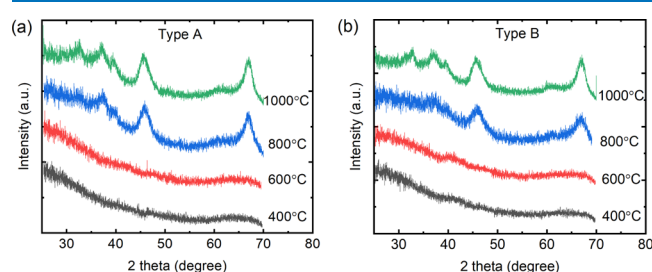 (a)
Type A
Intensity (a.u.)
1000°C
800°C
600°C
400°C
30 40 50 60 70 80
2 theta (degree)
(b)
Type B
Intensity (a.u.)
1000°C
800°C
600°C
400°C
30 40 50 60 70 80
2 theta (degree)